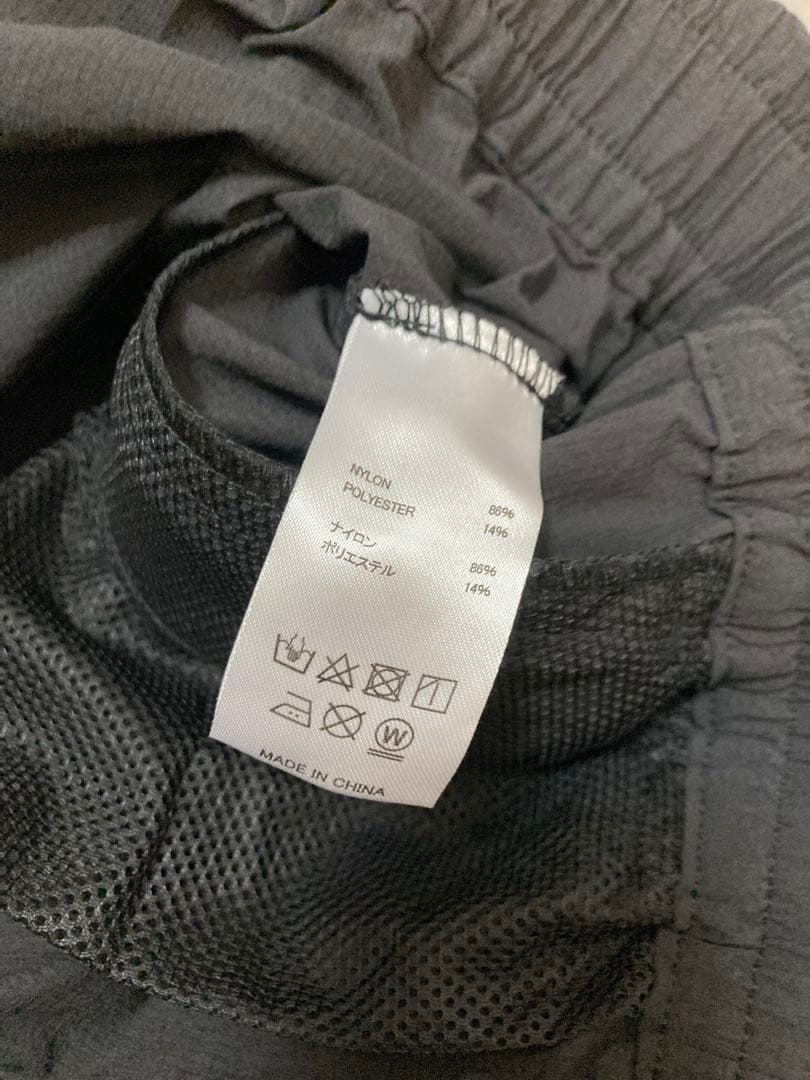 NYLON 86%
POLYESTER 14%
ナイロン 86%
ポリエステル 14%
W
MADE IN CHINA